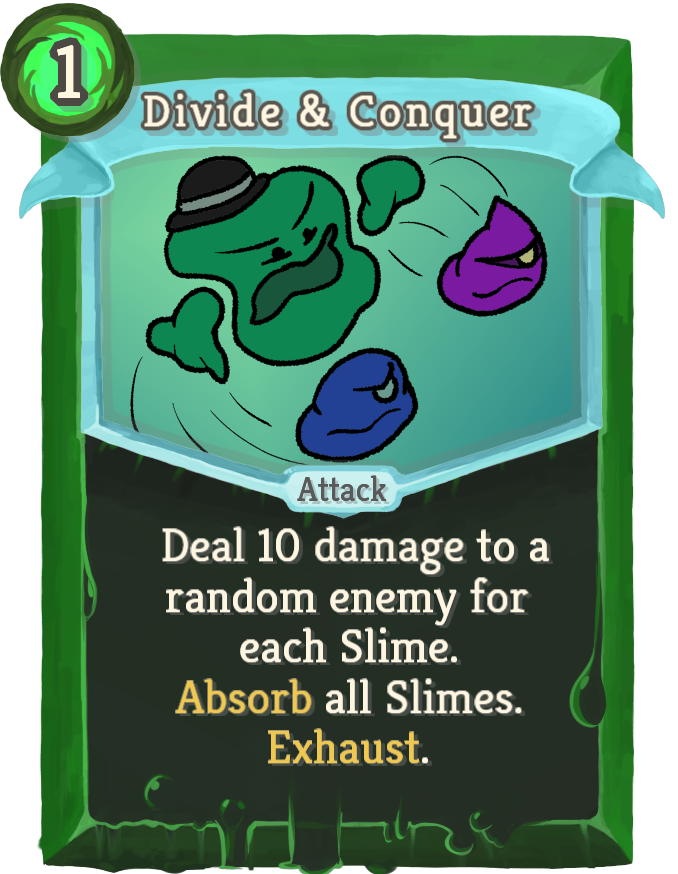 1
Divide & Conquer
Attack
Deal 10 damage to a
random enemy for
each Slime.
Absorb all Slimes.
Exhaust.